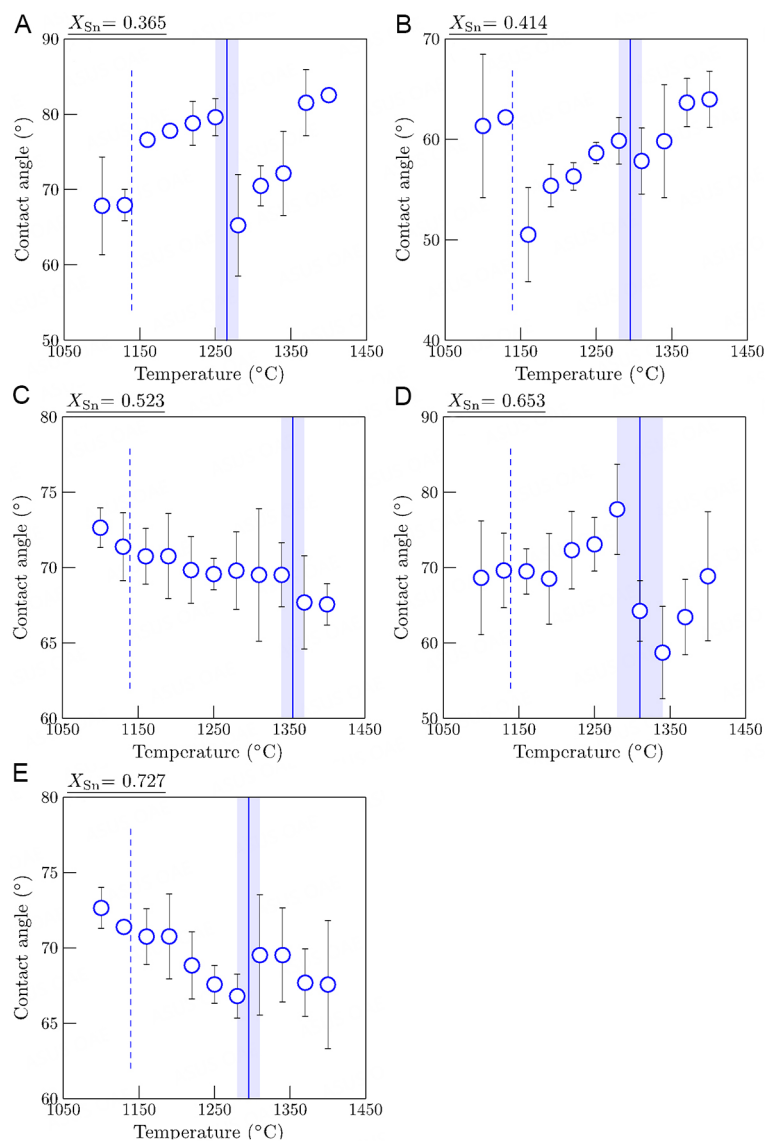 A
X_Sn = 0.365
90
80
70
60
50
1050 1150 1250 1350 1450
Contact angle (°)
Temperature (°C)
B
X_Sn = 0.414
70
60
50
40
1050 1150 1250 1350 1450
Contact angle (°)
Temperature (°C)
C
X_Sn = 0.523
80
75
70
65
60
1050 1150 1250 1350 1450
Contact angle (°)
Temperature (°C)
D
X_Sn = 0.653
90
80
70
60
50
1050 1150 1250 1350 1450
Contact angle (°)
Temperature (°C)
E
X_Sn = 0.727
80
75
70
65
60
1050 1150 1250 1350 1450
Contact angle (°)
Temperature (°C)